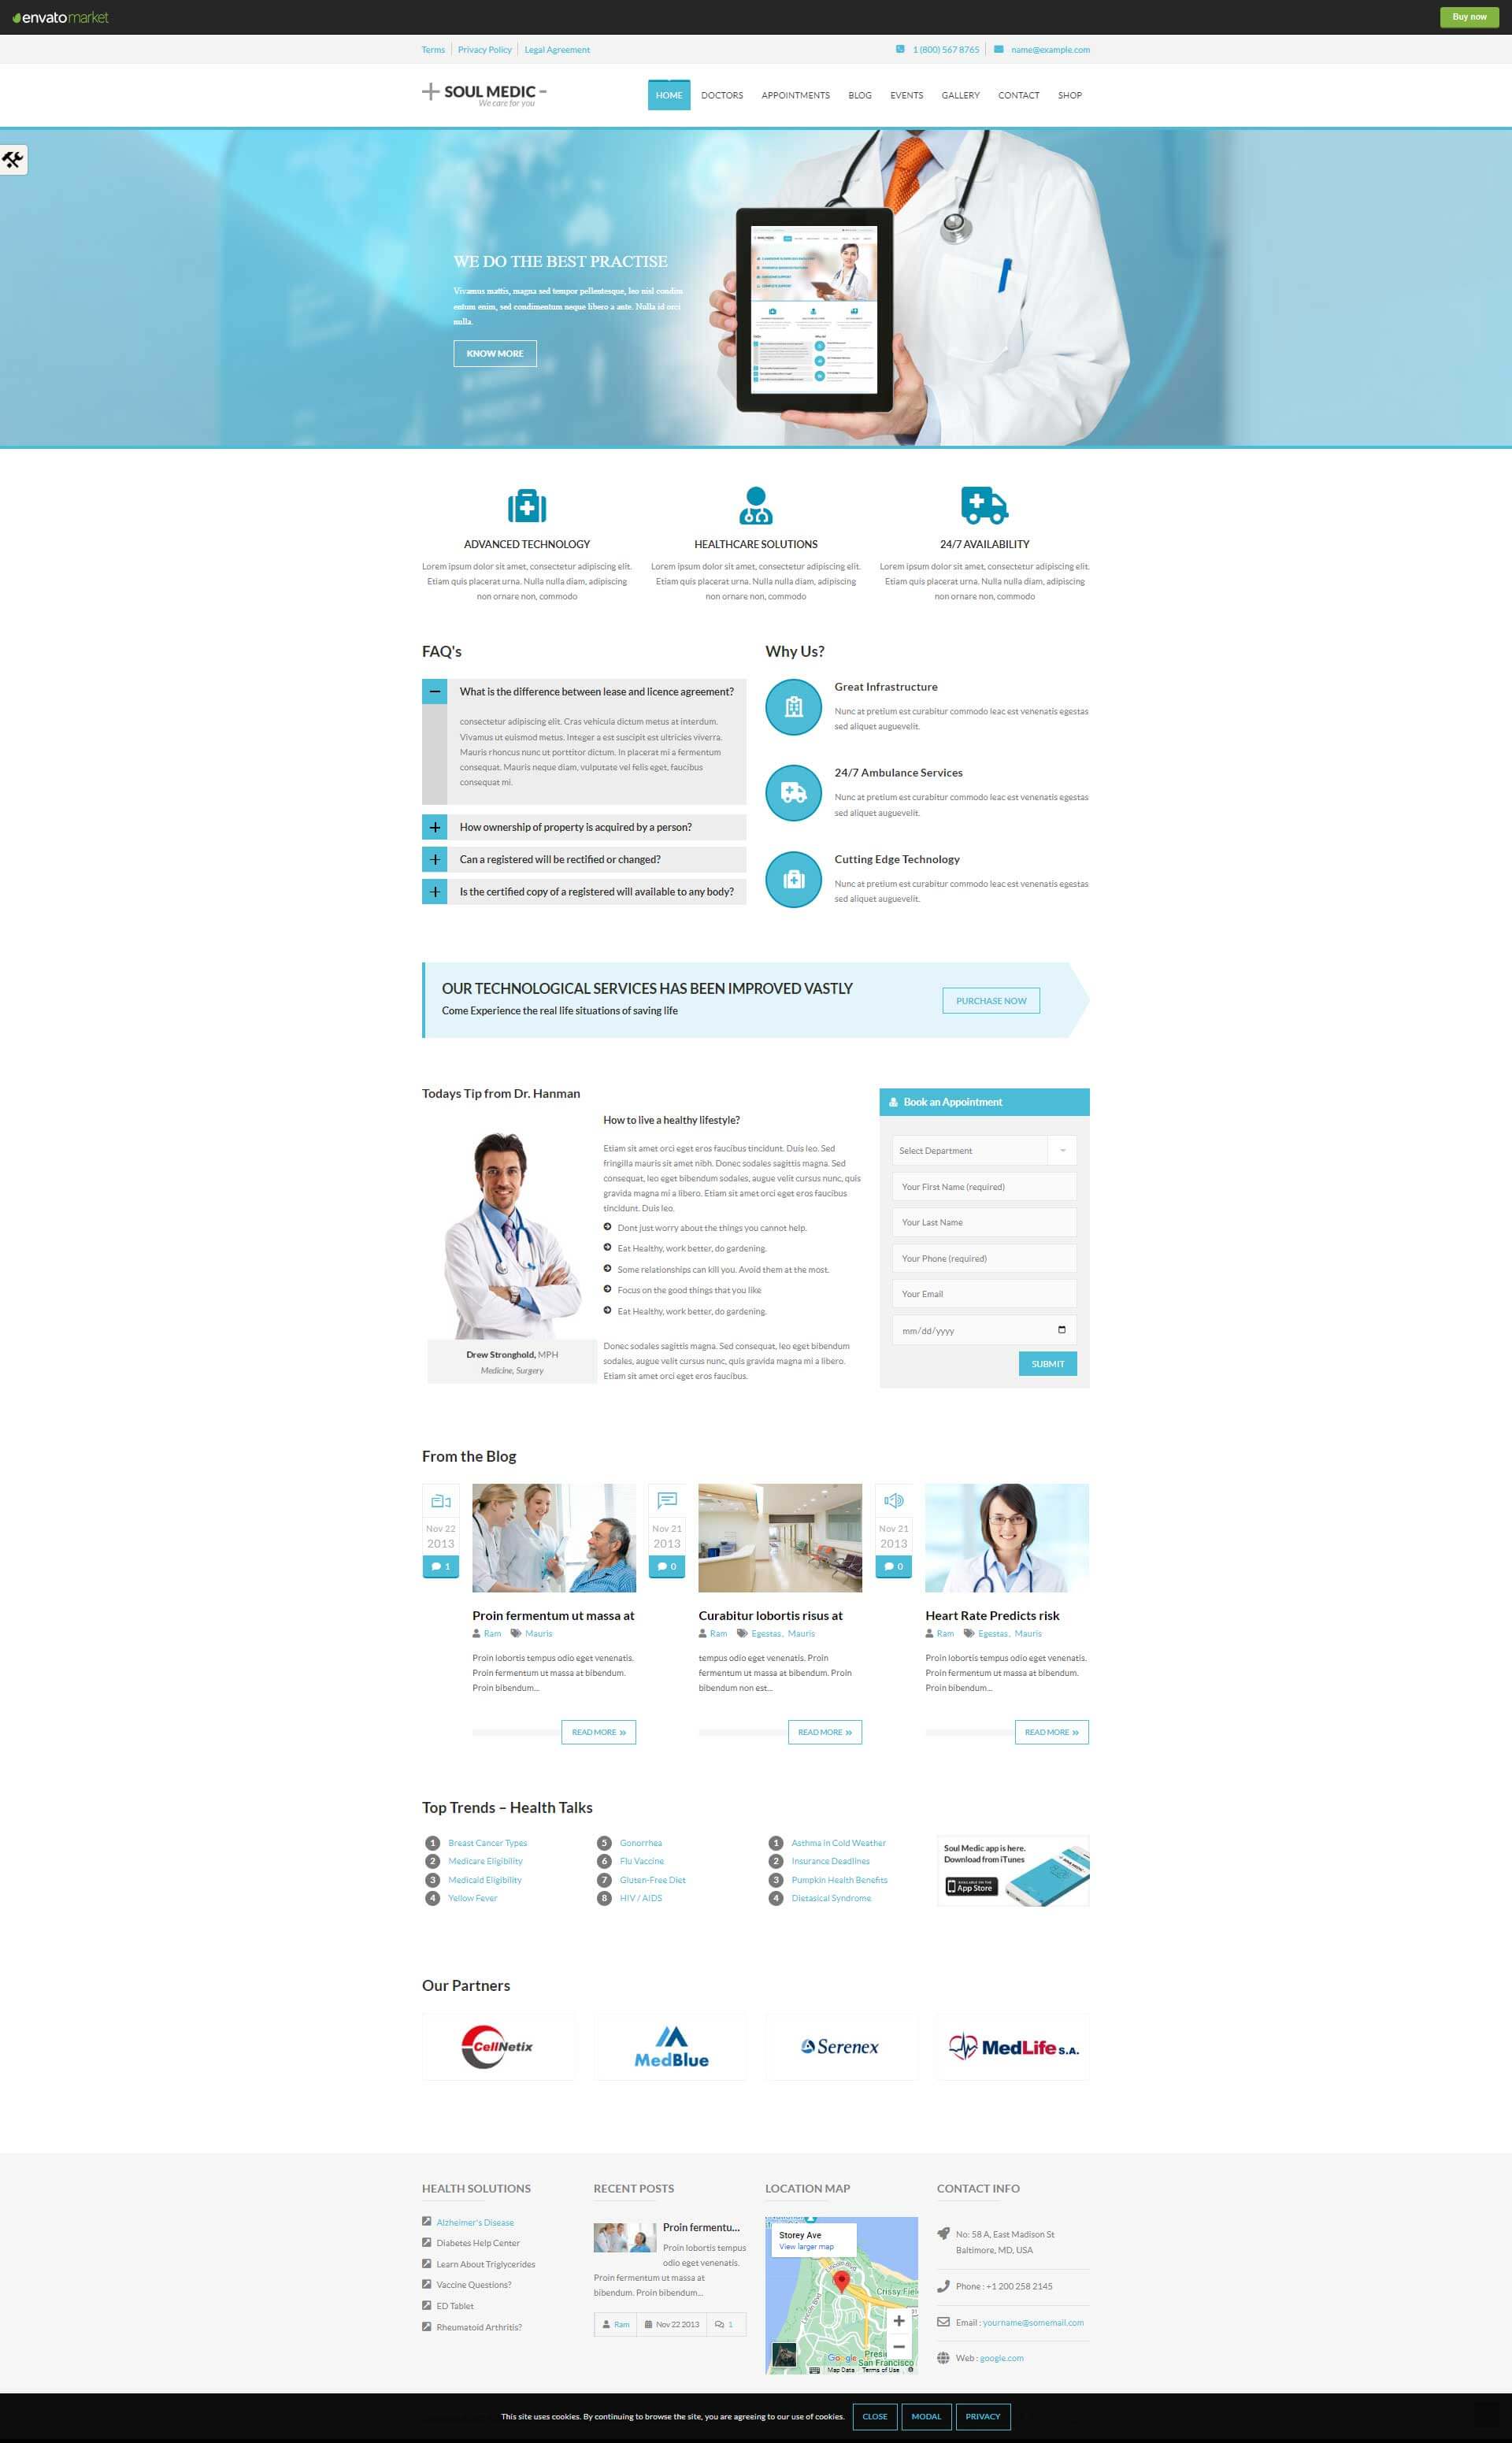 envatomarket
Buy now
Terms
Privacy Policy
Legal Agreement
1 (800) 567 8765
name@example.com
SOUL MEDIC
We care for you
HOME
DOCTORS
APPOINTMENTS
BLOG
EVENTS
GALLERY
CONTACT
SHOP
WE DO THE BEST PRACTISE
Vivamus mattis, magna sed tempor pellentesque, leo nisl condim
entum enim, sed condimentum neque libero a ante. Nulla id orci
nulla.
KNOW MORE
ADVANCED TECHNOLOGY
Lorem ipsum dolor sit amet, consectetur adipiscing elit.
Etiam quis placerat urna. Nulla nulla diam, adipiscing
non ornare non, commodo
HEALTHCARE SOLUTIONS
Lorem ipsum dolor sit amet, consectetur adipiscing elit.
Etiam quis placerat urna. Nulla nulla diam, adipiscing
non ornare non, commodo
24/7 AVAILABILITY
Lorem ipsum dolor sit amet, consectetur adipiscing elit.
Etiam quis placerat urna. Nulla nulla diam, adipiscing
non ornare non, commodo
FAQ's
What is the difference between lease and licence agreement?
consectetur adipiscing elit. Cras vehicula dictum metus at interdum.
Vivamus ut euismod metus. Integer a est suscipit est ultricies viverra.
Mauris rhoncus nunc ut porttitor dictum. In placerat mi a fermentum
consequat. Mauris neque diam, vulputate vel felis eget, faucibus
consequat mi.
How ownership of property is acquired by a person?
Can a registered will be rectified or changed?
Is the certified copy of a registered will available to any body?
Why Us?
Great Infrastructure
Nunc at pretium est curabitur commodo leac est venenatis egestas
sed aliquet auguevelit.
24/7 Ambulance Services
Nunc at pretium est curabitur commodo leac est venenatis egestas
sed aliquet auguevelit.
Cutting Edge Technology
Nunc at pretium est curabitur commodo leac est venenatis egestas
sed aliquet auguevelit.
OUR TECHNOLOGICAL SERVICES HAS BEEN IMPROVED VASTLY
Come Experience the real life situations of saving life
PURCHASE NOW
Todays Tip from Dr. Hanman
Drew Stronghold, MPH
Medicine, Surgery
How to live a healthy lifestyle?
Etiam sit amet orci eget eros faucibus tincidunt. Duis leo. Sed
fringilla mauris sit amet nibh. Donec sodales sagittis magna. Sed
consequat, leo eget bibendum sodales, augue velit cursus nunc, quis
gravida magna mi a libero. Etiam sit amet orci eget eros faucibus
tincidunt. Duis leo.
Dont just worry about the things you cannot help.
Eat Healthy, work better, do gardening.
Some relationships can kill you. Avoid them at the most.
Focus on the good things that you like
Eat Healthy, work better, do gardening.
Donec sodales sagittis magna. Sed consequat, leo eget bibendum
sodales, augue velit cursus nunc, quis gravida magna mi a libero.
Etiam sit amet orci eget eros faucibus.
Book an Appointment
Select Department
Your First Name (required)
Your Last Name
Your Phone (required)
Your Email
mm/dd/yyyy
SUBMIT
From the Blog
Nov 22
2013
1
Proin fermentum ut massa at
Ram
Mauris
Proin lobortis tempus odio eget venenatis.
Proin fermentum ut massa at bibendum.
Proin bibendum...
READ MORE »
Nov 21
2013
0
Curabitur lobortis risus at
Ram
Egestas, Mauris
tempus odio eget venenatis. Proin
fermentum ut massa at bibendum. Proin
bibendum non est...
READ MORE »
Nov 21
2013
0
Heart Rate Predicts risk
Ram
Egestas, Mauris
Proin lobortis tempus odio eget venenatis.
Proin fermentum ut massa at bibendum.
Proin bibendum...
READ MORE »
Top Trends – Health Talks
1 Breast Cancer Types
2 Medicare Eligibility
3 Medicaid Eligibility
4 Yellow Fever
5 Gonorrhea
6 Flu Vaccine
7 Gluten-Free Diet
8 HIV / AIDS
1 Asthma in Cold Weather
2 Insurance Deadlines
3 Pumpkin Health Benefits
4 Dietasical Syndrome
Soul Medic app is here.
Download from iTunes
App Store
Our Partners
CellNetix
MedBlue
Serenex
MedLife S.A.
HEALTH SOLUTIONS
Alzheimer's Disease
Diabetes Help Center
Learn About Triglycerides
Vaccine Questions?
ED Tablet
Rheumatoid Arthritis?
RECENT POSTS
Proin fermentu...
Proin lobortis tempus
odio eget venenatis.
Proin fermentum ut massa at
bibendum. Proin bibendum...
Ram
Nov 22 2013
1
LOCATION MAP
Storey Ave
View larger map
Lincoln Blvd
Crissy Fiel
Presi
San Francisco
Google
Map Data
Terms of Use
CONTACT INFO
No: 58 A, East Madison St
Baltimore, MD, USA
Phone : +1 200 258 2145
Email : yourname@somemail.com
Web : google.com
This site uses cookies. By continuing to browse the site, you are agreeing to our use of cookies.
CLOSE
MODAL
PRIVACY